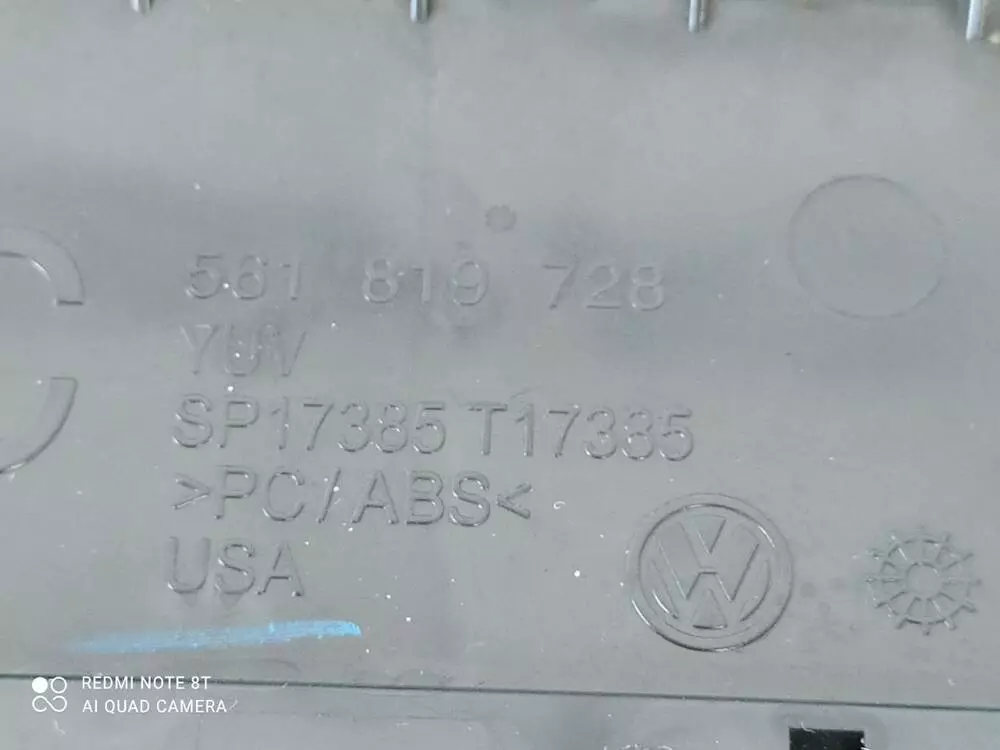 561 819 728
YUV
SP17385 T17385
>PC/ABS<
USA
REDMI NOTE 8T
AI QUAD CAMERA